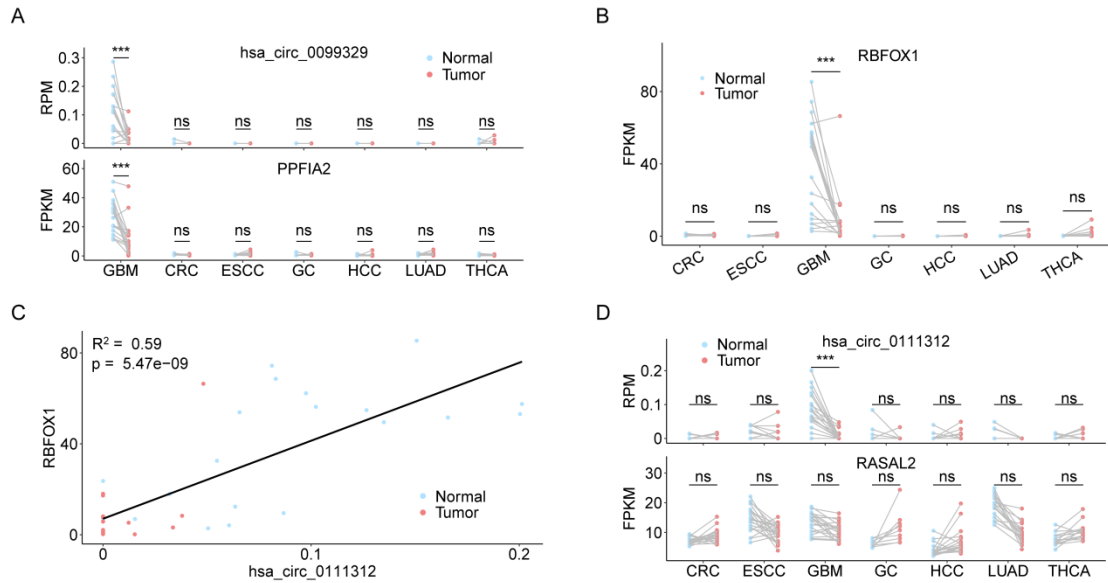 A
hsa_circ_0099329
*** ns ns ns ns ns ns
Normal
Tumor
RPM
0.3
0.2
0.1
0
PPFIA2
*** ns ns ns ns ns ns
FPKM
60
40
20
0
GBM CRC ESCC GC HCC LUAD THCA
B
RBFOX1
Normal
Tumor
ns ns *** ns ns ns ns
FPKM
80
40
0
CRC ESCC GBM GC HCC LUAD THCA
C
R² = 0.59
p = 5.47e−09
RBFOX1
80
40
0
Normal
Tumor
0 0.1 0.2
hsa_circ_0111312
D
hsa_circ_0111312
Normal
Tumor
ns ns *** ns ns ns ns
RPM
0.2
0.1
0
RASAL2
ns ns ns ns ns ns ns
FPKM
30
20
10
CRC ESCC GBM GC HCC LUAD THCA